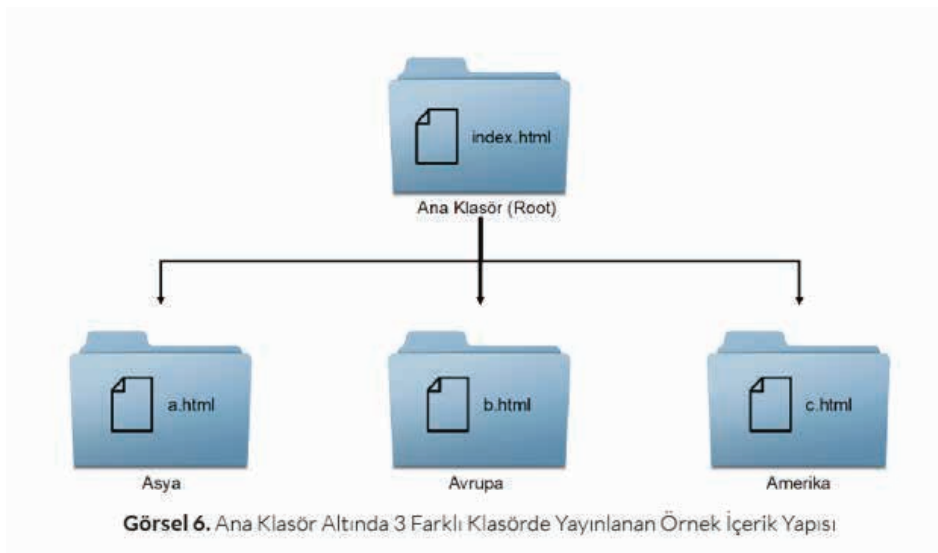 index.html
Ana Klasör (Root)
a.html
b.html
c.html
Asya
Avrupa
Amerika
Görsel 6. Ana Klasör Altında 3 Farklı Klasörde Yayınlanan Örnek İçerik Yapısı